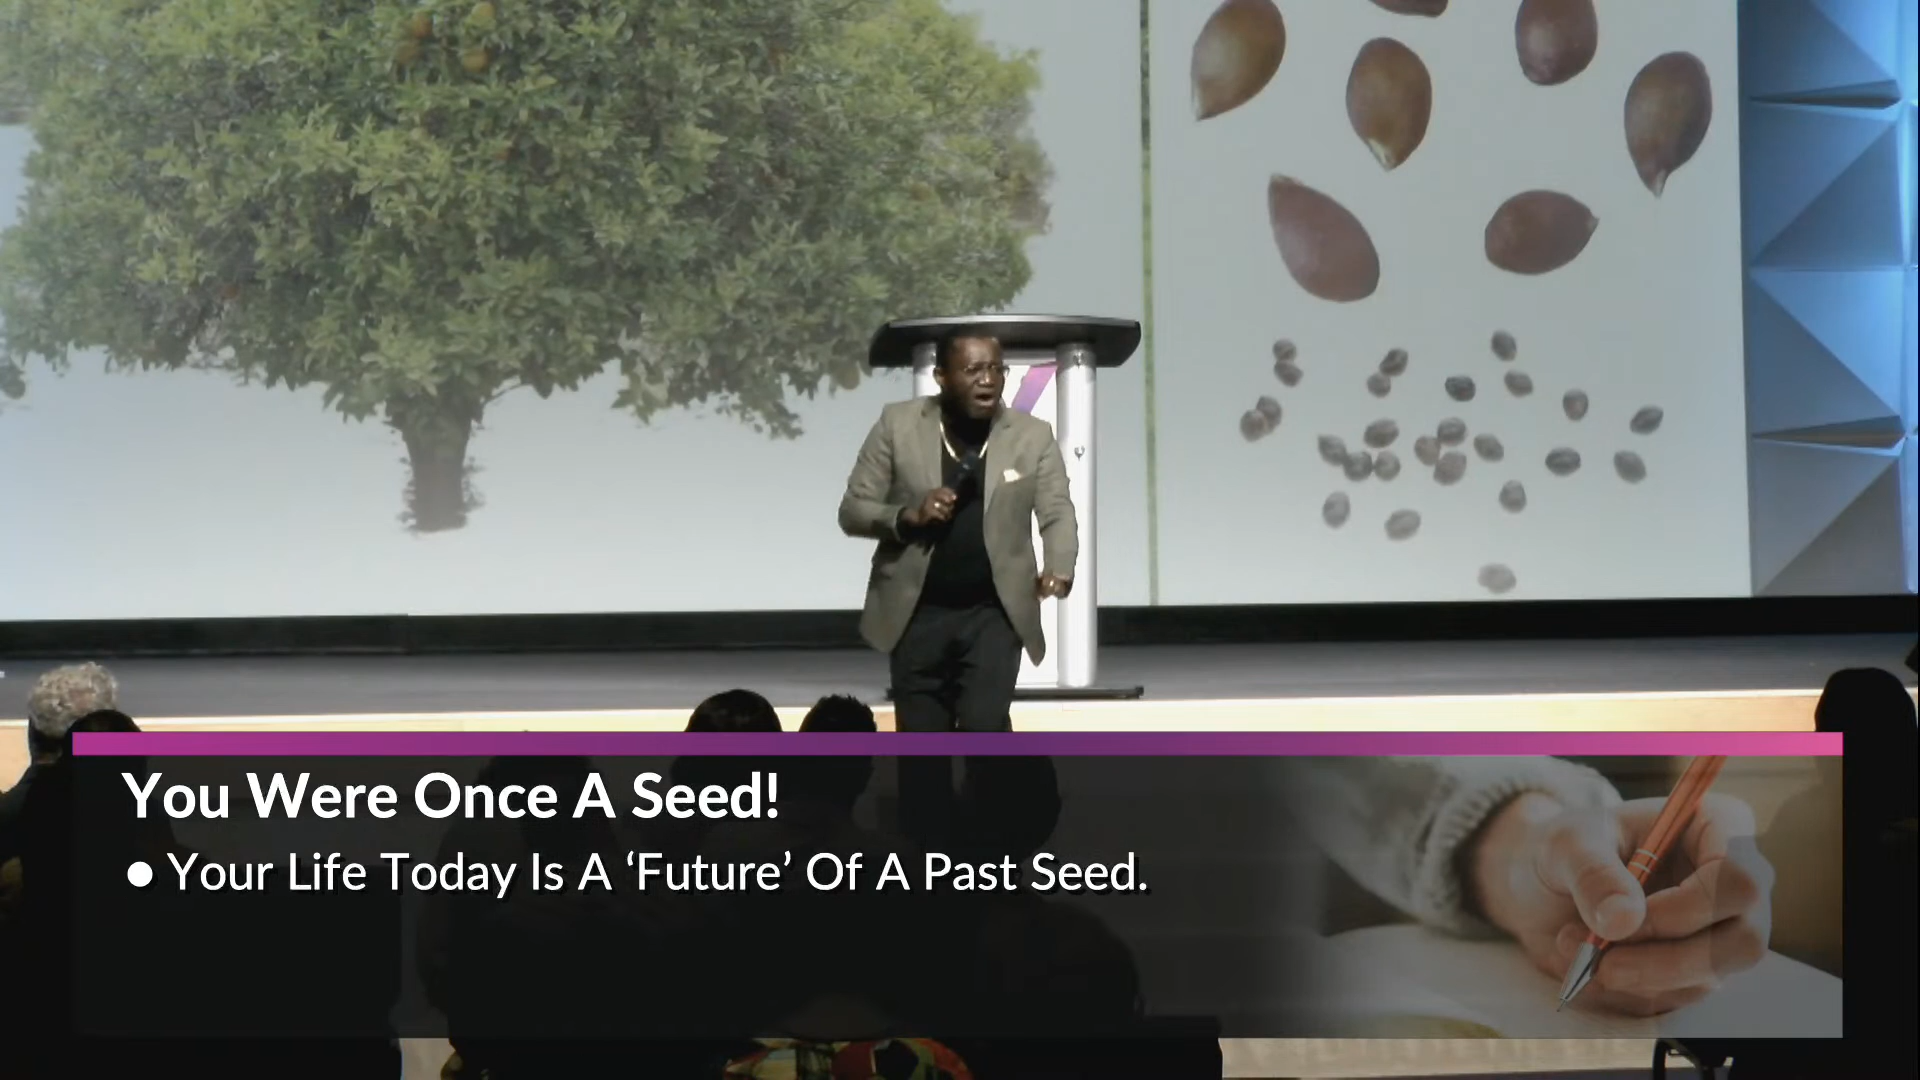 You Were Once A Seed!
● Your Life Today Is A ‘Future’ Of A Past Seed.